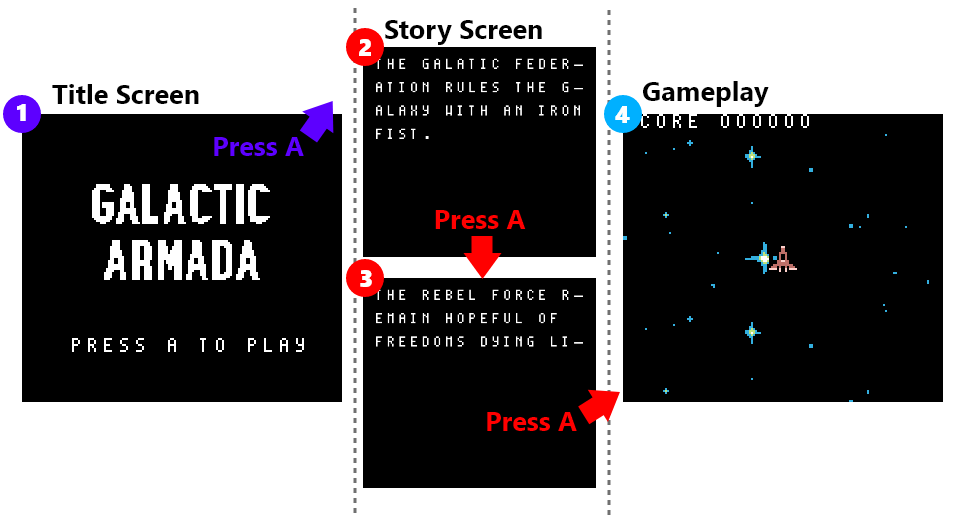 Title Screen
1
Press A
GALACTIC
ARMADA
PRESS A TO PLAY
Story Screen
2
THE GALATIC FEDER-
ATION RULES THE G-
ALAXY WITH AN IRON
FIST.
Press A
3
THE REBEL FORCE R-
EMAIN HOPEFUL OF
FREEDOMS DYING LI-
Press A
Gameplay
4
CORE 000000